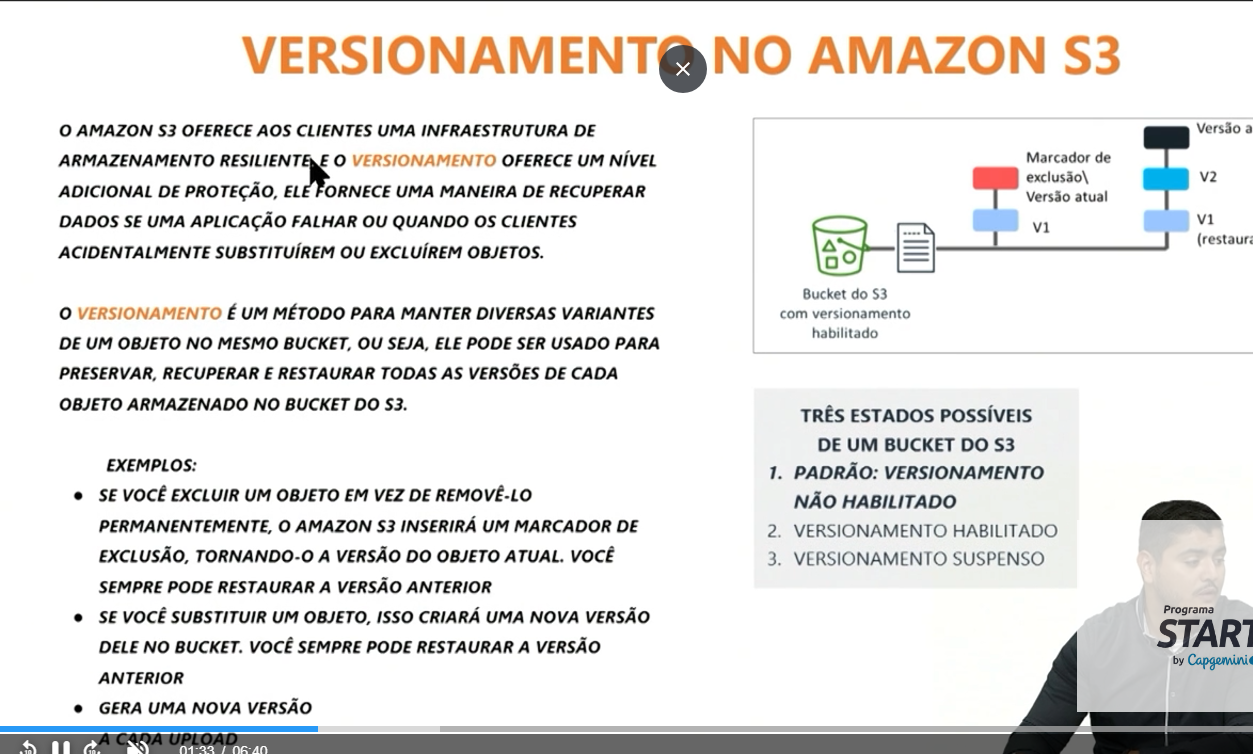 VERSIONAMENTO NO AMAZON S3
O AMAZON S3 OFERECE AOS CLIENTES UMA INFRAESTRUTURA DE
ARMAZENAMENTO RESILIENTE E O VERSIONAMENTO OFERECE UM NÍVEL
ADICIONAL DE PROTEÇÃO, ELE FORNECE UMA MANEIRA DE RECUPERAR
DADOS SE UMA APLICAÇÃO FALHAR OU QUANDO OS CLIENTES
ACIDENTALMENTE SUBSTITUÍREM OU EXCLUÍREM OBJETOS.
O VERSIONAMENTO É UM MÉTODO PARA MANTER DIVERSAS VARIANTES
DE UM OBJETO NO MESMO BUCKET, OU SEJA, ELE PODE SER USADO PARA
PRESERVAR, RECUPERAR E RESTAURAR TODAS AS VERSÕES DE CADA
OBJETO ARMAZENADO NO BUCKET DO S3.
EXEMPLOS:
● SE VOCÊ EXCLUIR UM OBJETO EM VEZ DE REMOVÊ-LO
PERMANENTEMENTE, O AMAZON S3 INSERIRÁ UM MARCADOR DE
EXCLUSÃO, TORNANDO-O A VERSÃO DO OBJETO ATUAL. VOCÊ
SEMPRE PODE RESTAURAR A VERSÃO ANTERIOR
● SE VOCÊ SUBSTITUIR UM OBJETO, ISSO CRIARÁ UMA NOVA VERSÃO
DELE NO BUCKET. VOCÊ SEMPRE PODE RESTAURAR A VERSÃO
ANTERIOR
● GERA UMA NOVA VERSÃO
A CADA UPLOAD
Marcador de
exclusão\
Versão atual
V1
Versão a
V2
V1
(restaura
Bucket do S3
com versionamento
habilitado
TRÊS ESTADOS POSSÍVEIS
DE UM BUCKET DO S3
1. PADRÃO: VERSIONAMENTO
NÃO HABILITADO
2. VERSIONAMENTO HABILITADO
3. VERSIONAMENTO SUSPENSO
Programa
START
by Capgemini
01:33 / 06:40